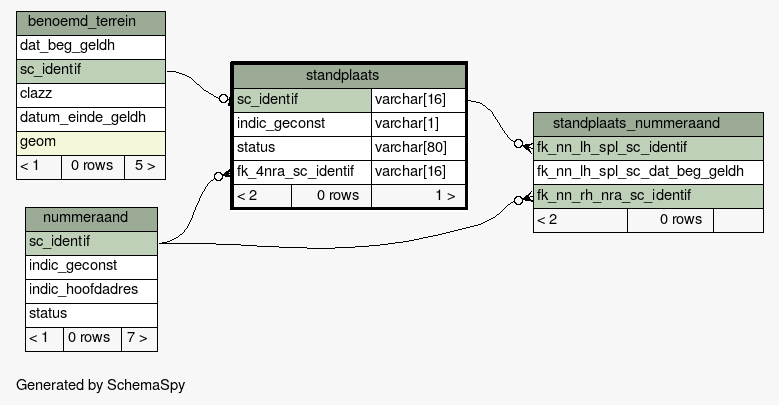 benoemd_terrein
dat_beg_geldh
sc_identif
clazz
datum_einde_geldh
geom
< 1 0 rows 5 >
standplaats
sc_identif varchar[16]
indic_geconst varchar[1]
status varchar[80]
fk_4nra_sc_identif varchar[16]
< 2 0 rows 1 >
standplaats_nummeraand
fk_nn_lh_spl_sc_identif
fk_nn_lh_spl_sc_dat_beg_geldh
fk_nn_rh_nra_sc_identif
< 2 0 rows
nummeraand
sc_identif
indic_geconst
indic_hoofdadres
status
< 1 0 rows 7 >
Generated by SchemaSpy